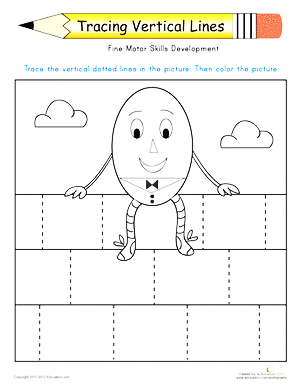 Tracing Vertical Lines
Fine Motor Skills Development
Trace the vertical dotted lines in the picture. Then color the picture.